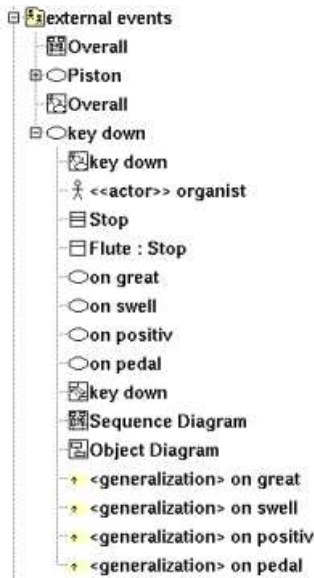 external events
Overall
Piston
Overall
key down
key down
<<actor>> organist
Stop
Flute : Stop
on great
on swell
on positiv
on pedal
key down
Sequence Diagram
Object Diagram
<generalization> on great
<generalization> on swell
<generalization> on positiv
<generalization> on pedal